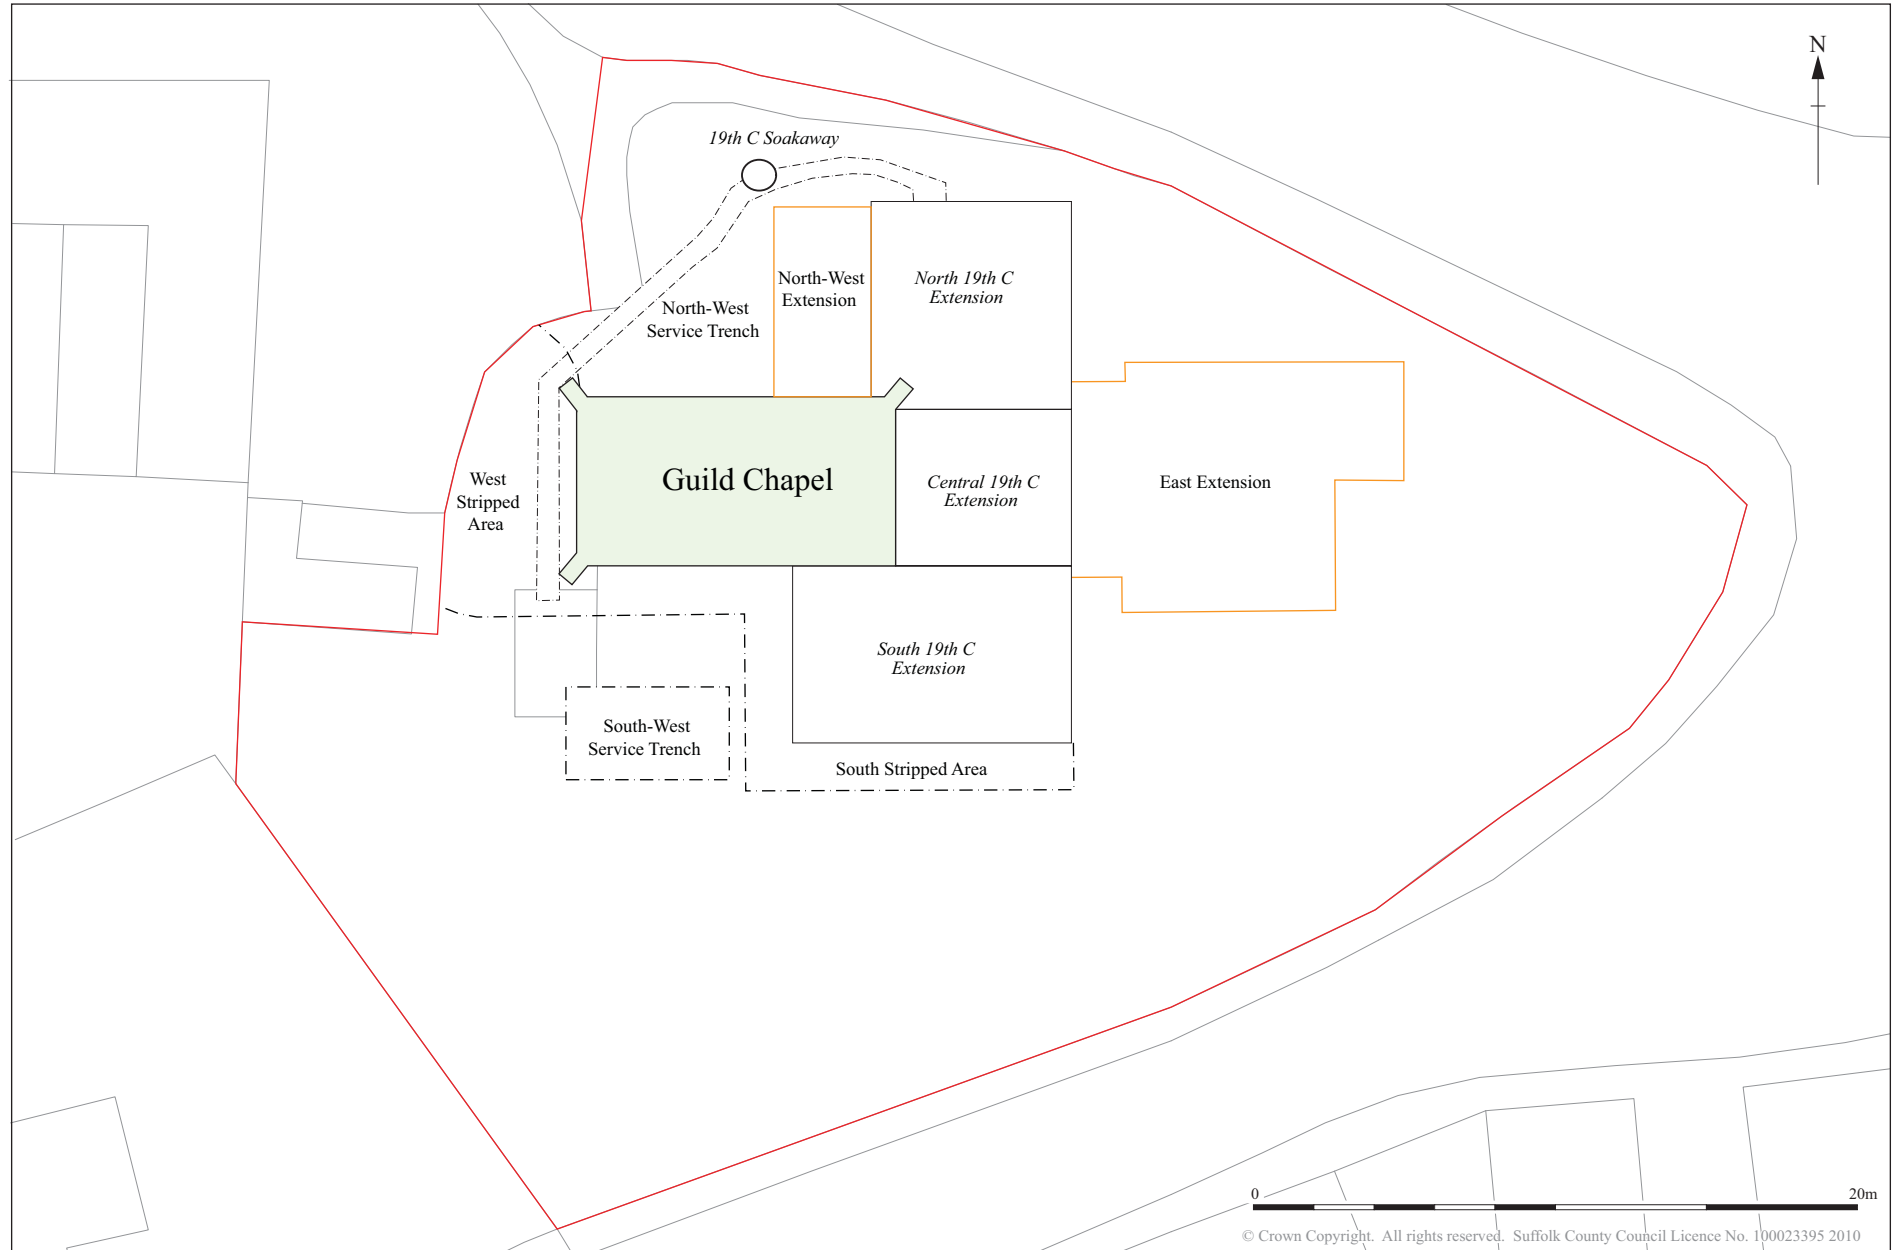 N
19th C Soakaway
North-West
Extension
North 19th C
Extension
North-West
Service Trench
West
Stripped
Area
Guild Chapel
Central 19th C
Extension
East Extension
South 19th C
Extension
South-West
Service Trench
South Stripped Area
0
20m
© Crown Copyright. All rights reserved. Suffolk County Council Licence No. 100023395 2010